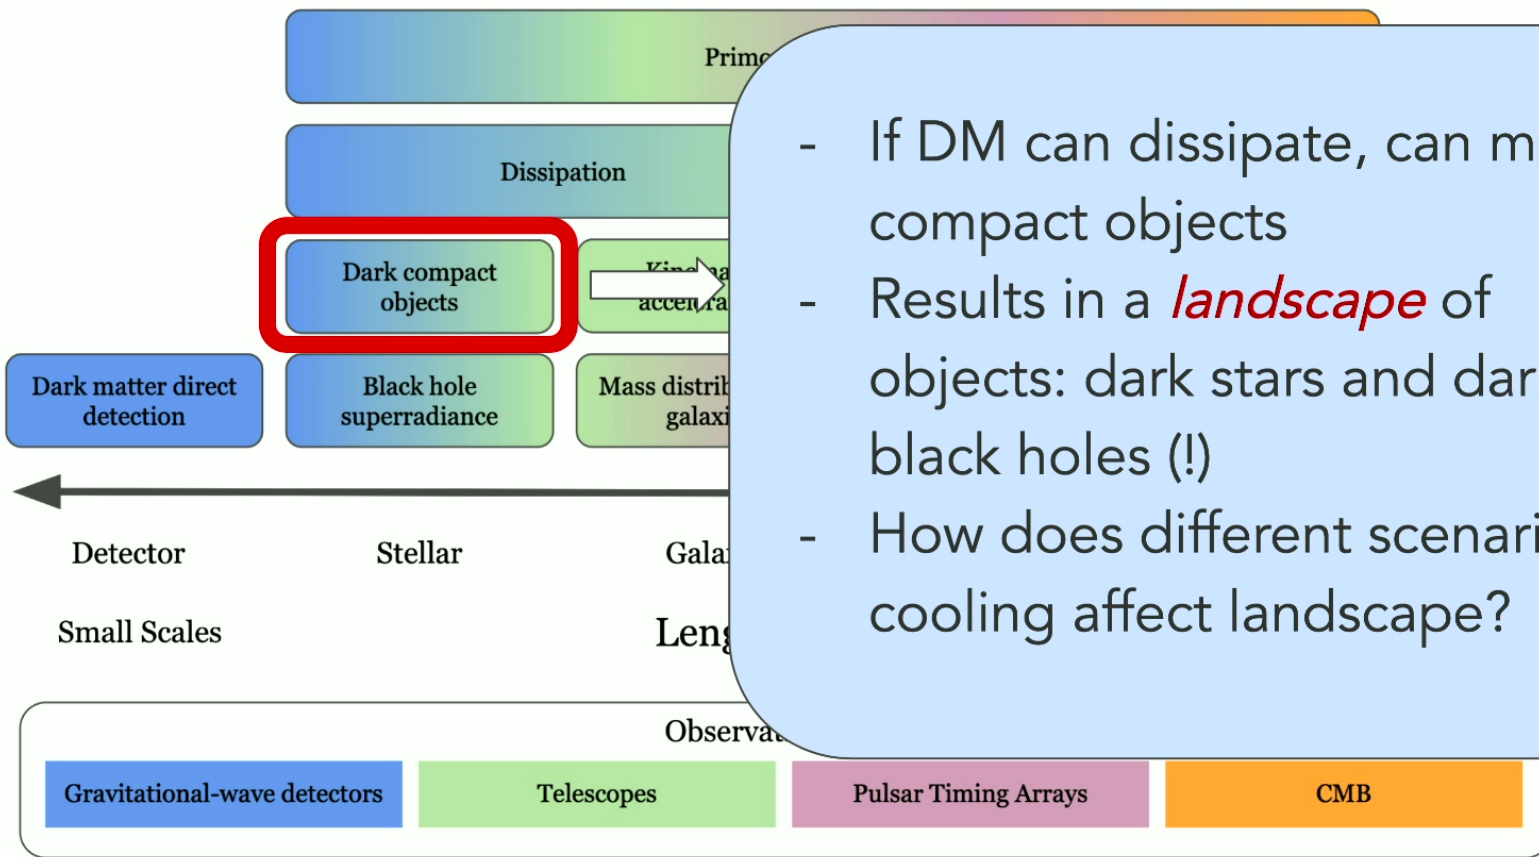 Dissipation
Dark compact
objects
Dark matter direct
detection
Black hole
superradiance
Mass
- If DM can dissipate, can
compact objects
- Results in a landscape of
objects: dark stars and
black holes (!)
- How does different
cooling affect landscape?
Detector
Stellar
Small Scales
Gravitational-wave detectors
Telescopes
Pulsar Timing Arrays
CMB